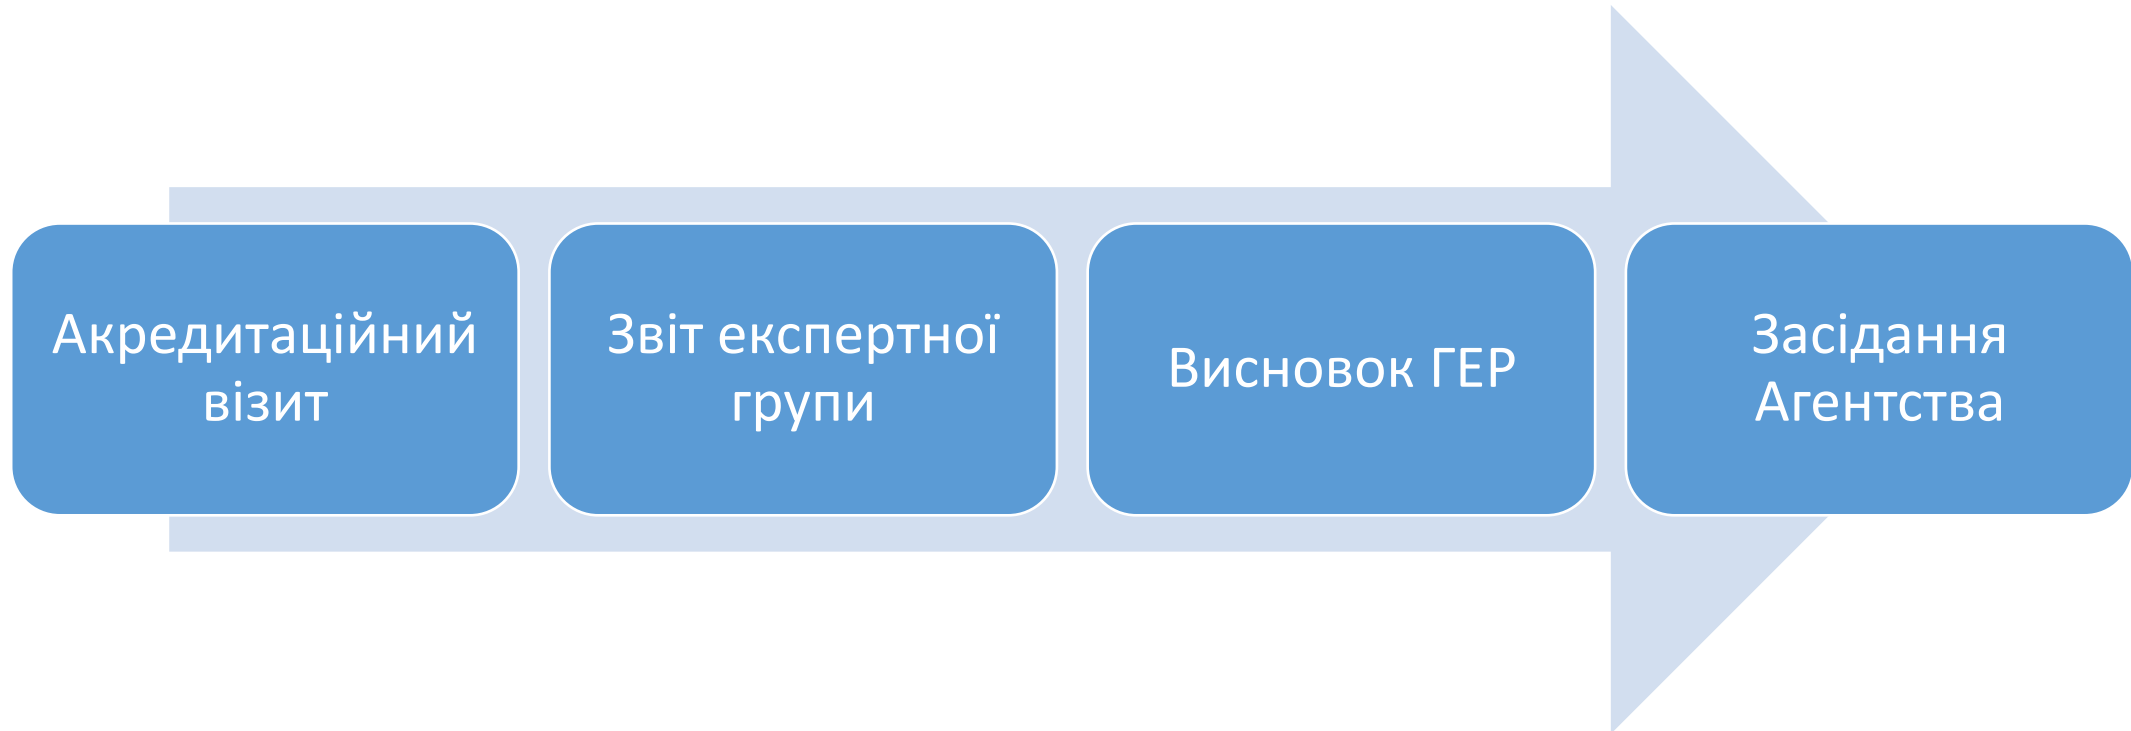 Акредитаційний
візит
Звіт експертної
групи
Висновок ГЕР
Засідання
Агентства